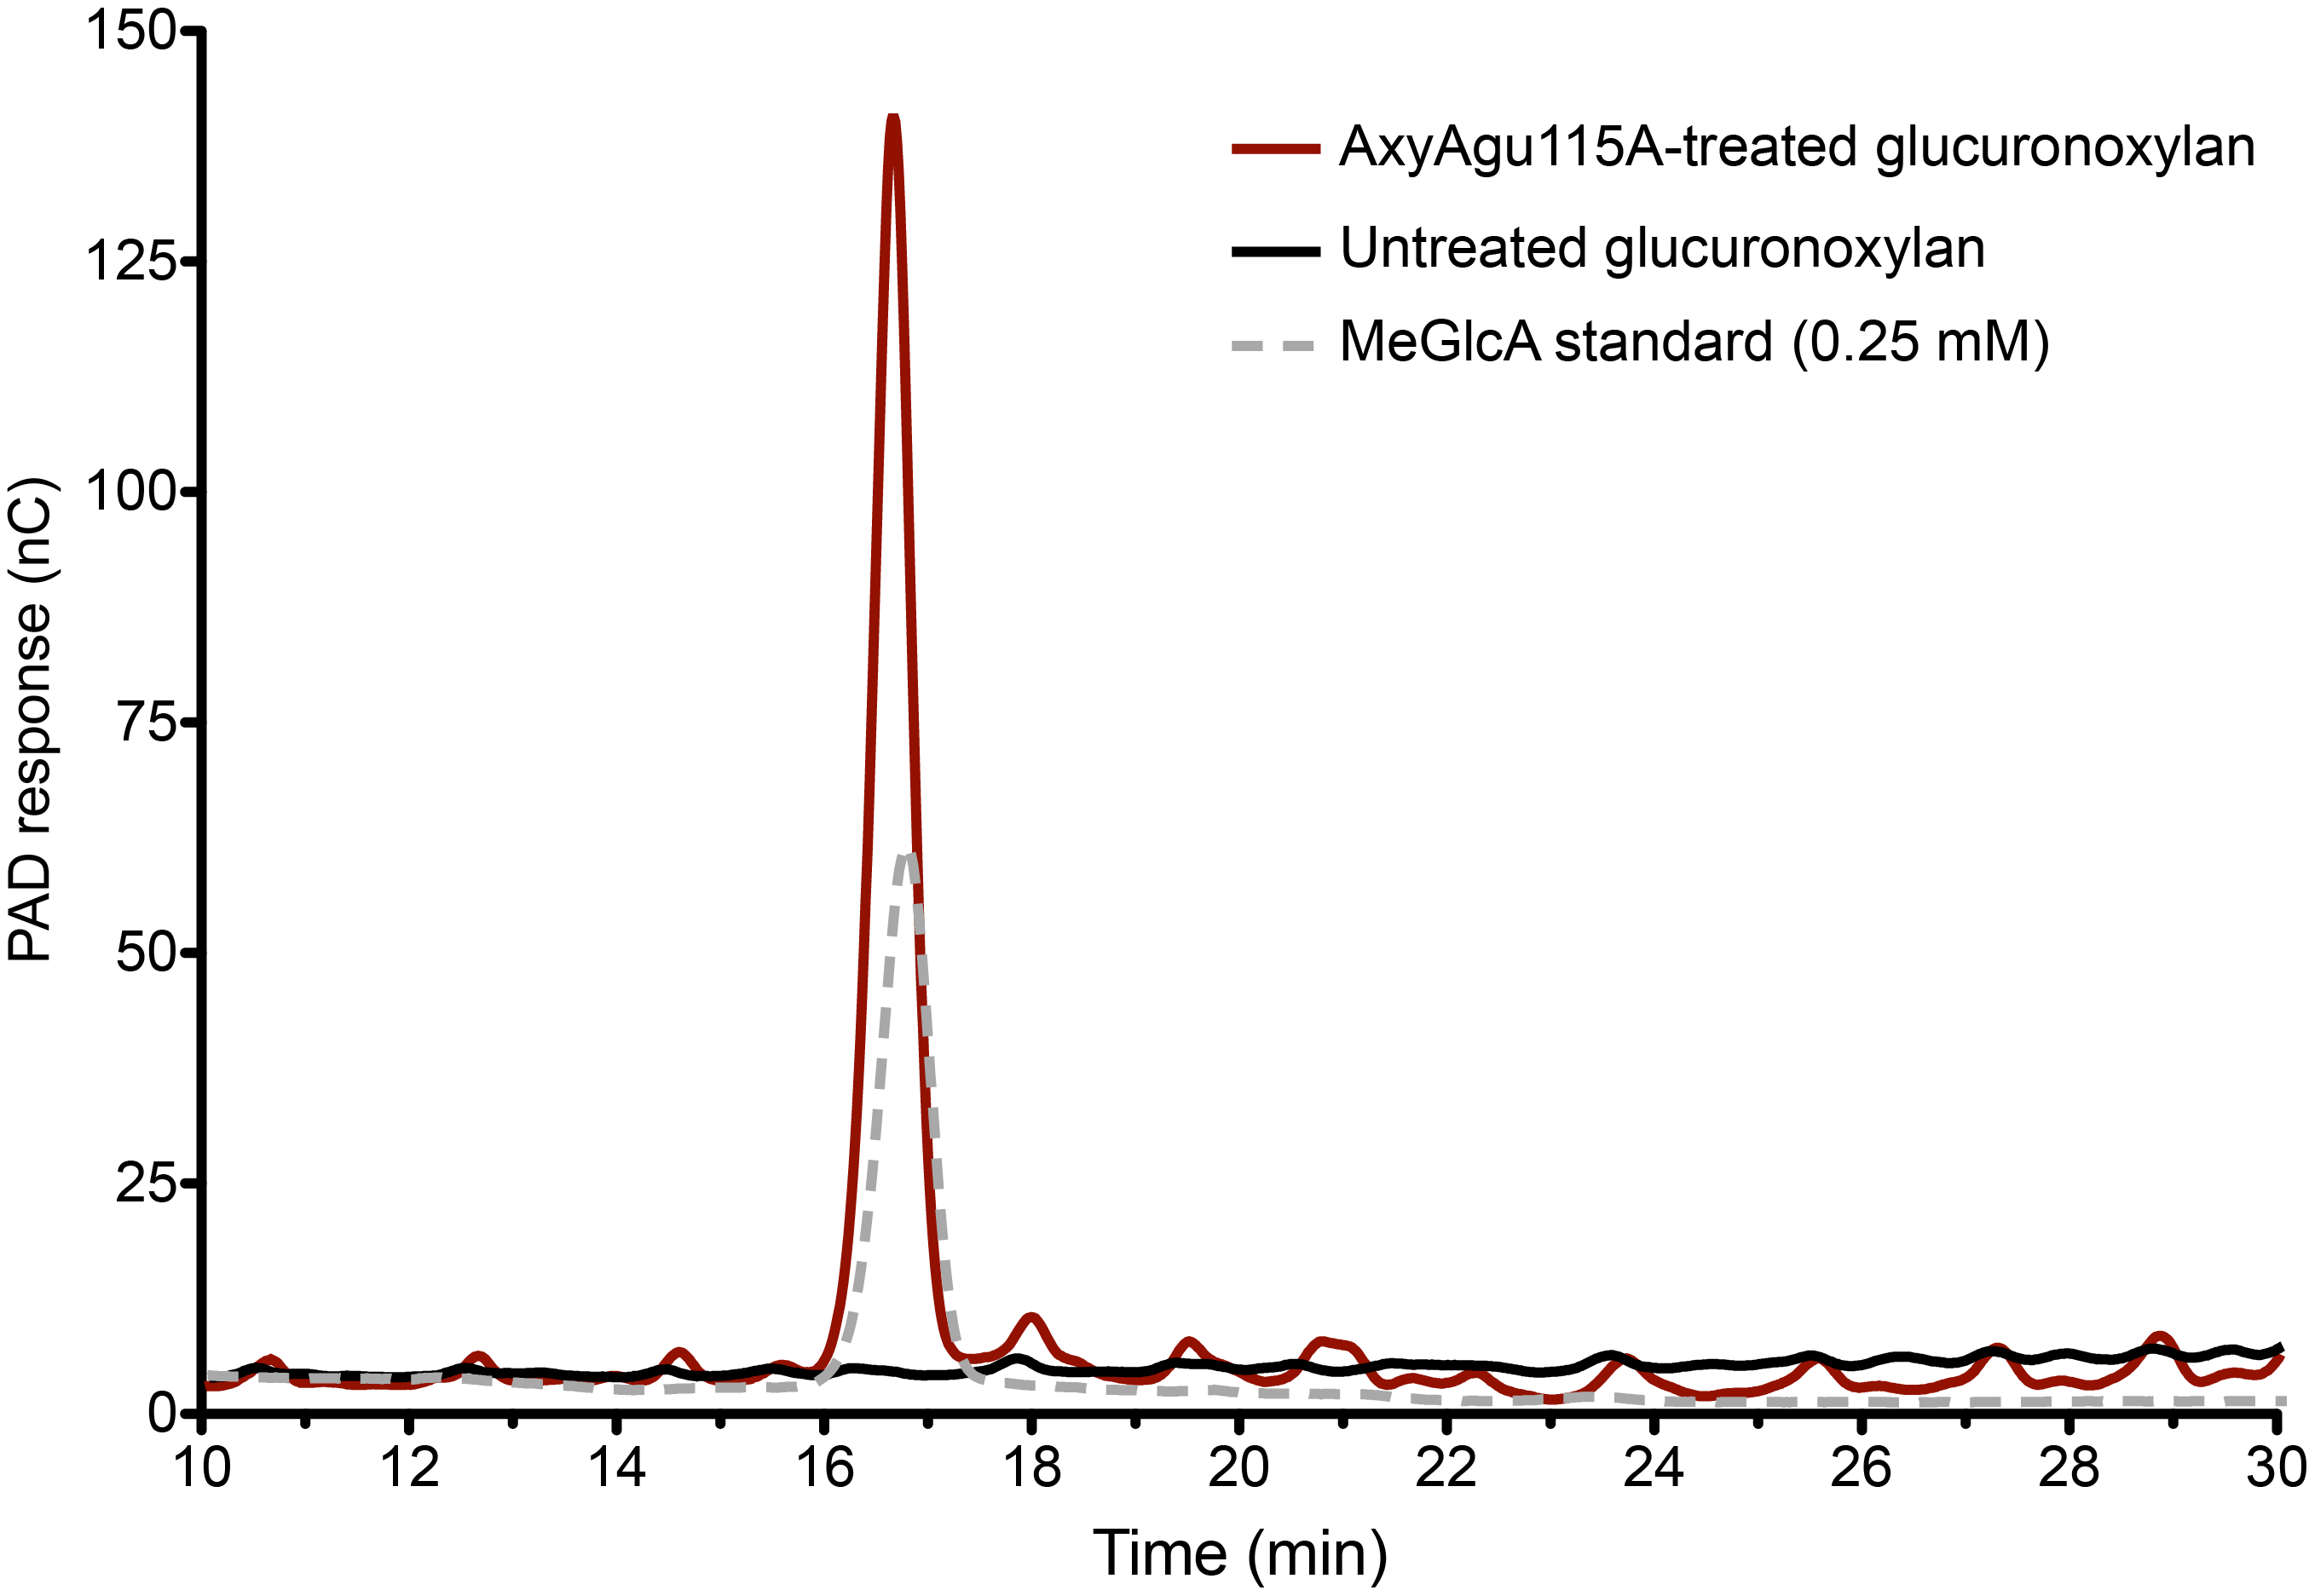 150
125
100
75
50
25
0
PAD response (nC)
AxyAgu115A-treated glucuronoxylan
Untreated glucuronoxylan
MeGlcA standard (0.25 mM)
10 12 14 16 18 20 22 24 26 28 30
Time (min)